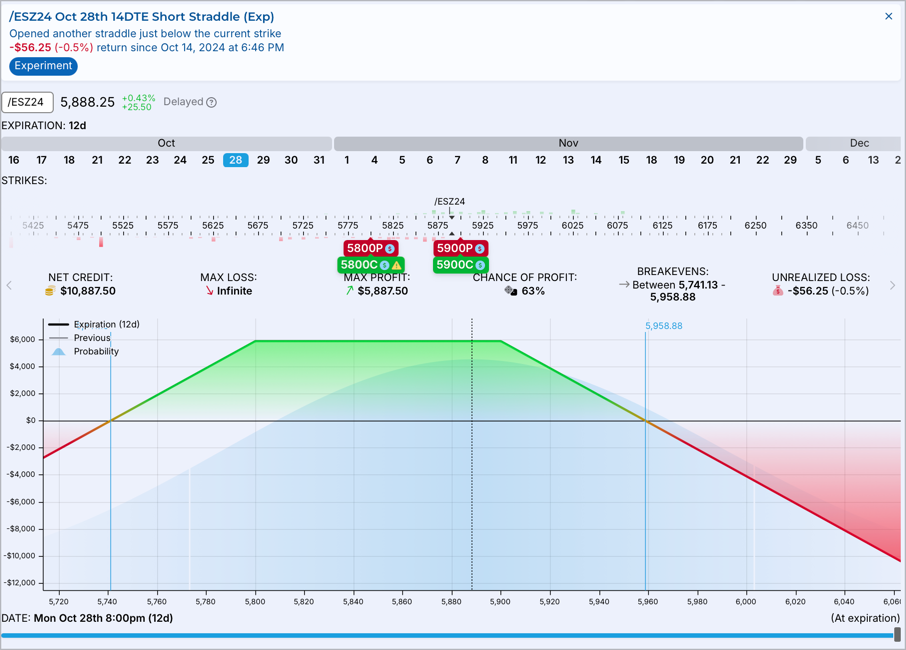 /ESZ24 Oct 28th 14DTE Short Straddle (Exp)
Opened another straddle just below the current strike
-$56.25 (-0.5%) return since Oct 14, 2024 at 6:46 PM
Experiment
/ESZ24 5,888.25 +0.43% +25.50 Delayed
EXPIRATION: 12d
Oct Nov Dec
16 17 18 21 22 23 24 25 28 29 30 31 1 4 5 6 7 8 11 12 13 14 15 18 19 20 21 22 29 5 6 13 2
STRIKES:
/ESZ24
5425 5475 5525 5625 5675 5725 5775 5825 5875 5925 5975 6025 6075 6125 6175 6250 6350 6450
5800P $ 5900P $
5800C $ 5900C $
NET CREDIT: MAX LOSS: MAX PROFIT: CHANCE OF PROFIT: BREAKEVENS: UNREALIZED LOSS:
$10,887.50 Infinite $5,887.50 63% Between 5,741.13 - -$56.25 (-0.5%)
5,958.88
Expiration (12d)
Previous
Probability
5,958.88
$6,000
$4,000
$2,000
$0
-$2,000
-$4,000
-$6,000
-$8,000
-$10,000
-$12,000
5,720 5,740 5,760 5,780 5,800 5,820 5,840 5,860 5,880 5,900 5,920 5,940 5,960 5,980 6,000 6,020 6,040 6,060
DATE: Mon Oct 28th 8:00pm (12d) (At expiration)